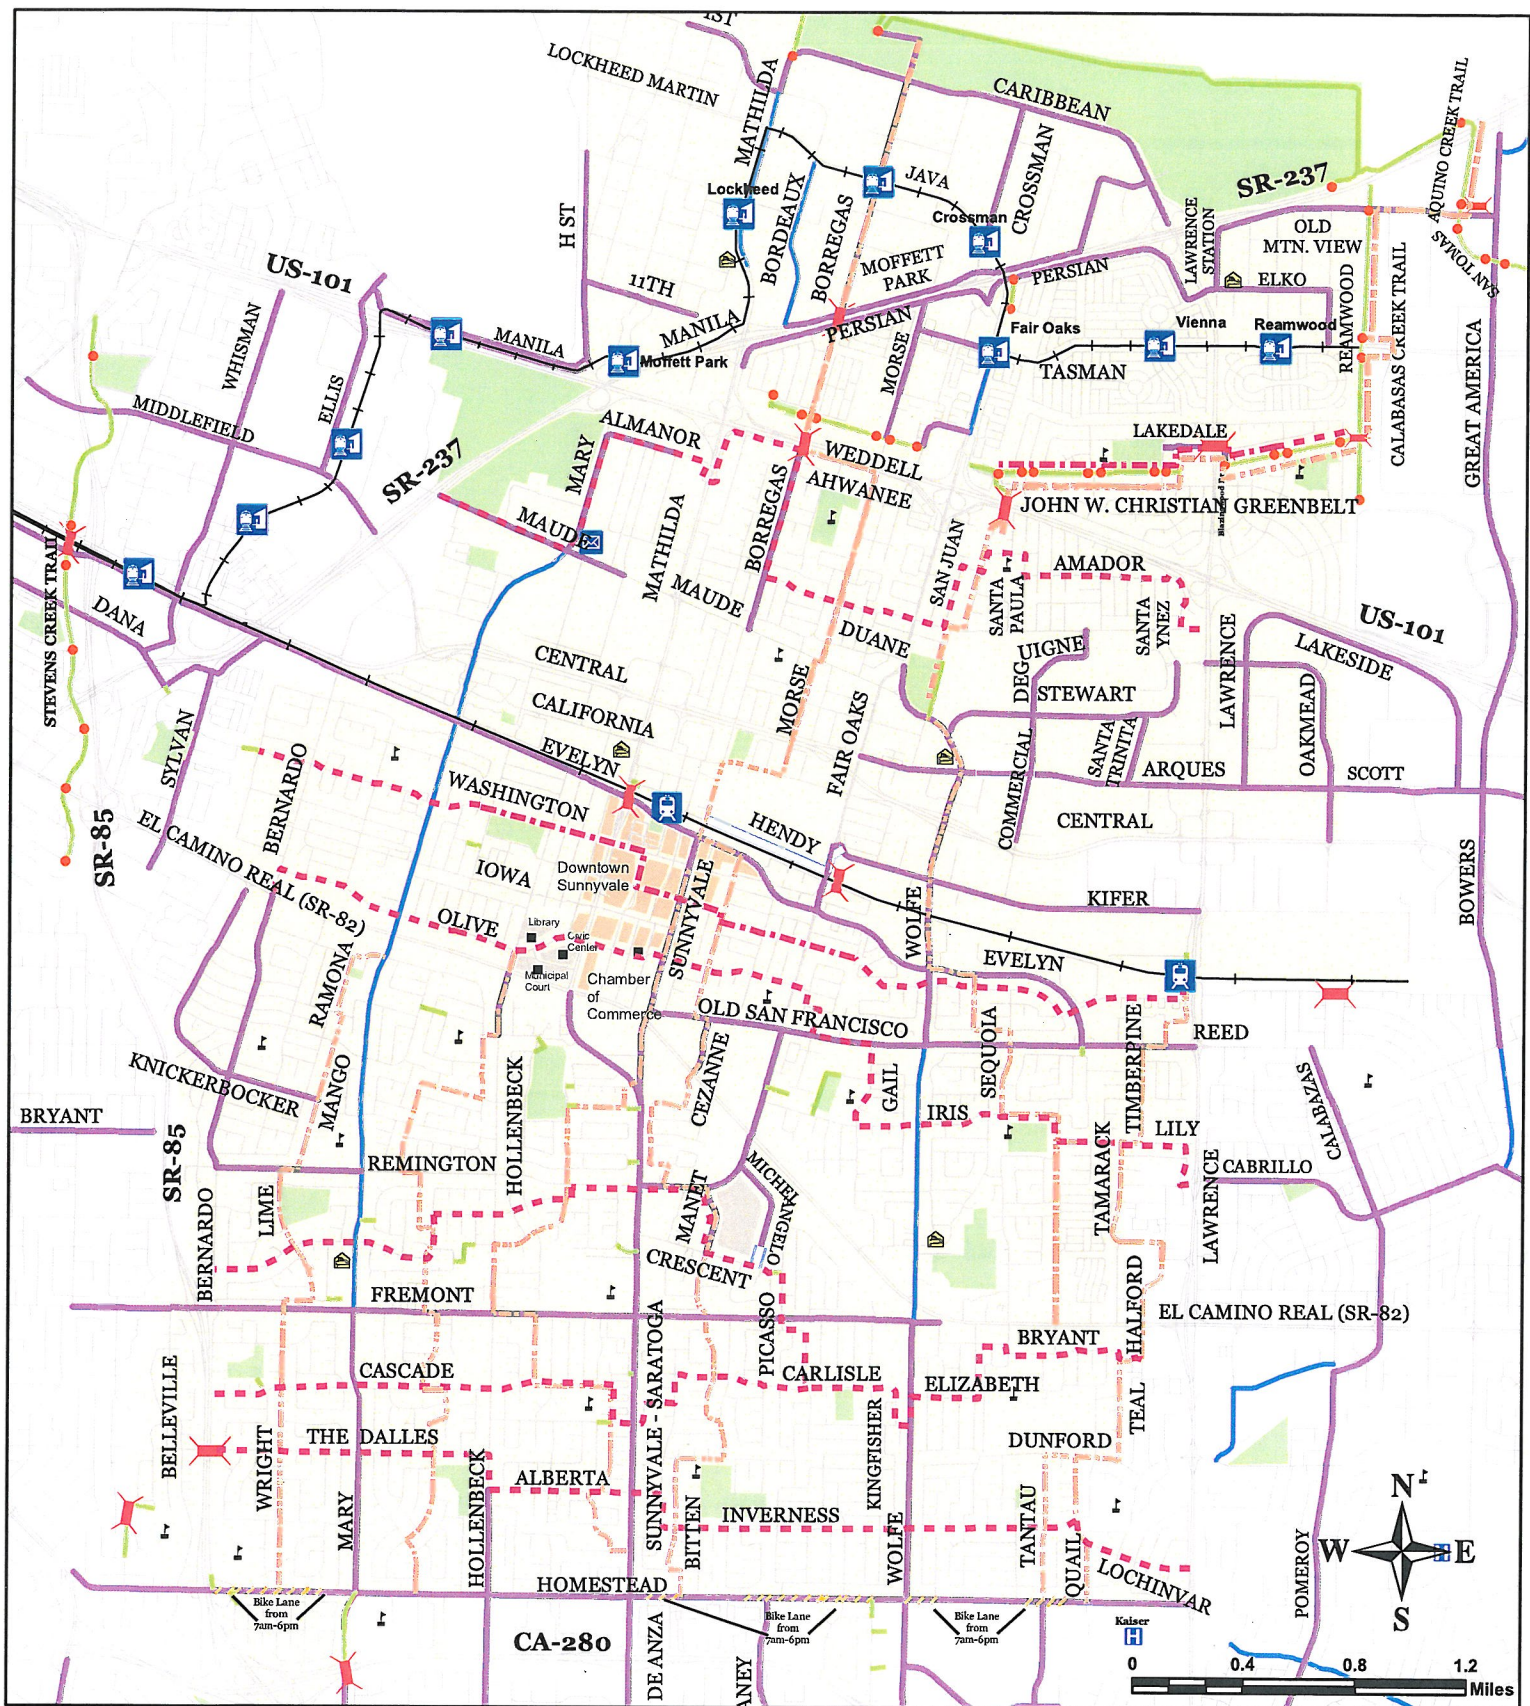 IST
LOCKHEED MARTIN
MATHILDA
CARIBBEAN
AQUINO CREEK TRAIL
JAVA
CROSSMAN
SR-237
Lockheed
BORDEAUX
BORREGAS
Crossman
H ST
LAWRENCE
STATION
OLD
MTN. VIEW
SAN TOMAS
MOFFETT
PARK
PERSIAN
ELKO
US-101
11TH
REAMWOOD
CALABASAS CREEK TRAIL
MANILA
MANILA
PERSIAN
Fair Oaks
Vienna
Reamwood
WHISMAN
Moffett Park
MORSE
TASMAN
GREAT AMERICA
ELLIS
MIDDLEFIELD
ALMANOR
LAKEDALE
SR-237
MARY
WEDDELL
AHWANEE
JOHN W. CHRISTIAN GREENBELT
MAUDE
MATHILDA
BORREGAS
SAN JUAN
AMADOR
STEVENS CREEK TRAIL
DANA
MAUDE
SANTA
PAULA
SANTA
YNEZ
US-101
DUANE
LAWRENCE
LAKESIDE
CENTRAL
DEGUIGNE
STEWART
CALIFORNIA
MORSE
FAIR OAKS
OAKMEAD
SYLVAN
EVELYN
SANTA
TRINITA
ARQUES
SCOTT
BERNARDO
WASHINGTON
COMMERCIAL
CENTRAL
HENDY
SR-85
EL CAMINO REAL (SR-82)
IOWA
Downtown
Sunnyvale
BOWERS
KIFER
OLIVE
Library
Civic
Center
SUNNYVALE
WOLFE
EVELYN
Municipal
Court
Chamber
of
Commerce
RAMONA
OLD SAN FRANCISCO
SEQUOIA
TIMBERPINE
REED
KNICKERBOCKER
MANGO
HOLLENBECK
CEZANNE
GAIL
CALABAZAS
BRYANT
IRIS
LILY
SR-85
REMINGTON
TAMARACK
CABRILLO
MICHELANGELO
LAWRENCE
BERNARDO
LIME
MANET
CRESCENT
FREMONT
HALFORD
EL CAMINO REAL (SR-82)
PICASSO
BRYANT
BELLEVILLE
CASCADE
SUNNYVALE - SARATOGA
CARLISLE
ELIZABETH
TEAL
WRIGHT
THE DALLES
KINGFISHER
DUNFORD
HOLLENBECK
ALBERTA
MARY
BITTEN
INVERNESS
WOLFE
TANTAU
QUAIL
LOCHINVAR
POMEROY
N
W
E
S
HOMESTEAD
Bike Lane
from
7am-6pm
Bike Lane
from
7am-6pm
Bike Lane
from
7am-6pm
Kaiser
H
CA-280
DE ANZA
ANEY
0 0.4 0.8 1.2
Miles